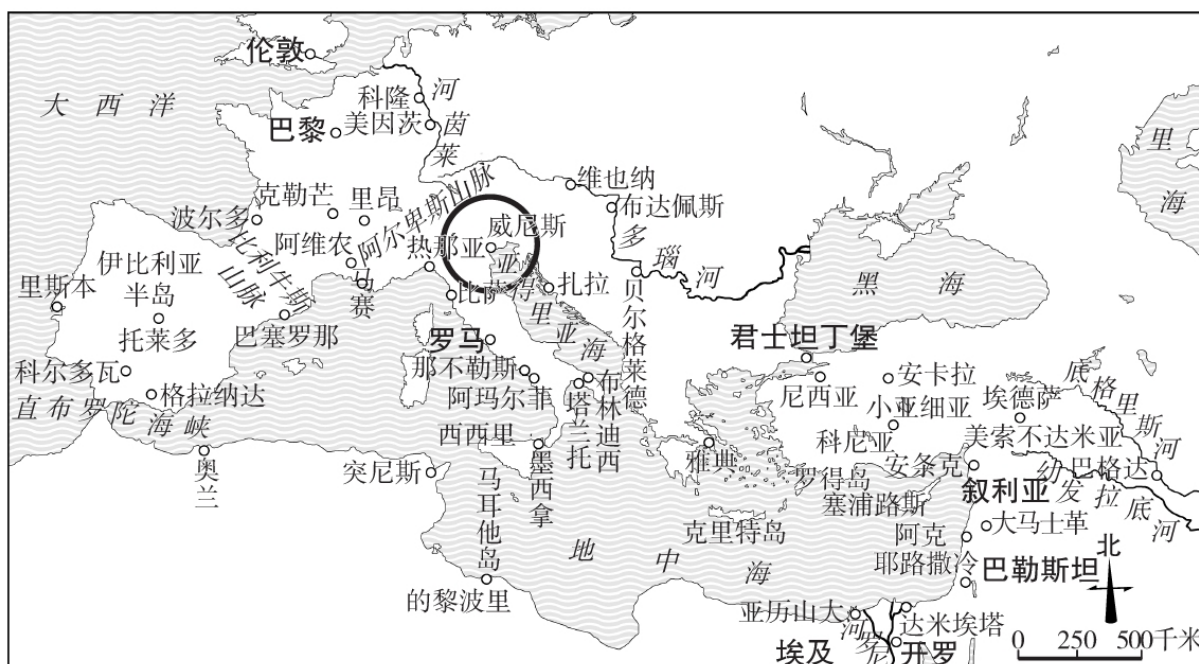 伦敦
大西洋
科隆
巴黎
美因茨
莱茵河
里海
维也纳
阿尔卑斯山脉
克勒芒
里昂
布达佩斯
波尔多
威尼斯
多瑙河
阿维农
热那亚
比利牛斯山脉
伊比利亚
半岛
马赛
亚得里亚海
黑海
里斯本
比萨
扎拉
贝尔格莱德
托莱多
巴塞罗那
罗马
君士坦丁堡
科尔多瓦
那不勒斯
布林迪西
格拉纳达
阿玛尔菲
塔兰托
尼西亚
安卡拉
底格里斯河
直布罗陀海峡
小亚细亚
埃德萨
西西里
科尼亚
美索不达米亚
奥兰
突尼斯
墨西拿
雅典
安条克
巴格达
马耳他岛
罗得岛
叙利亚
幼发拉底河
塞浦路斯
克里特岛
大马士革
阿克
地中海
耶路撒冷
巴勒斯坦
北
的黎波里
亚历山大
达米埃塔
尼罗河
埃及
开罗
0 250 500千米